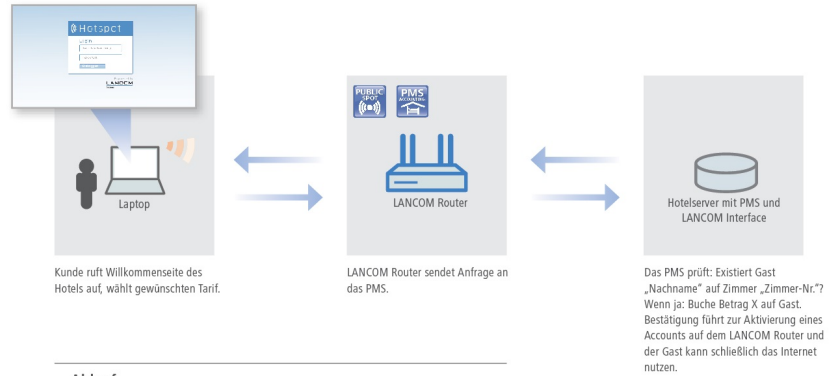 Hotspot
LANCOM
PUBLIC SPOT
PMS ACCOUNTING
Laptop
LANCOM Router
Hotelserver mit PMS und
LANCOM Interface
Kunde ruft Willkommenseite des
Hotels auf, wählt gewünschten Tarif.
LANCOM Router sendet Anfrage an
das PMS.
Das PMS prüft: Existiert Gast
„Nachname“ auf Zimmer „Zimmer-Nr.“?
Wenn ja: Buche Betrag X auf Gast.
Bestätigung führt zur Aktivierung eines
Accounts auf dem LANCOM Router und
der Gast kann schließlich das Internet
nutzen.